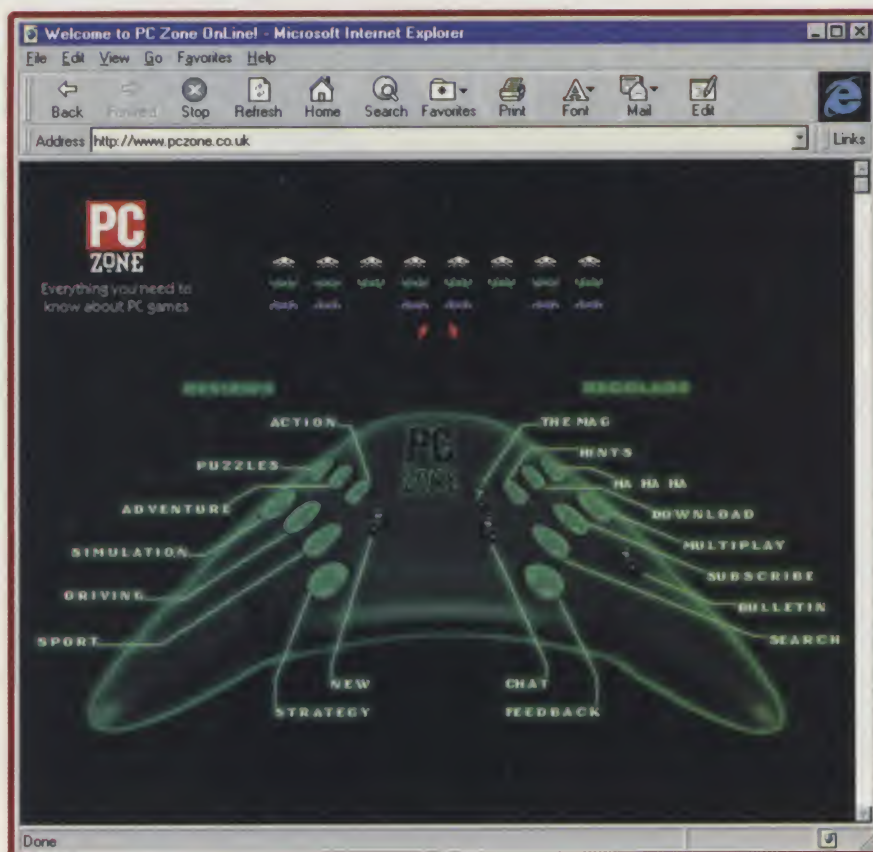 Welcome to PC Zone OnLine! - Microsoft Internet Explorer
File Edit View Go Favorites Help
Back Forward Stop Refresh Home Search Favorites Print Font Mail Edit
Address http://www.pczone.co.uk Links
PC
ZONE
Everything you need to
know about PC games
REVIEWS REGULARS
ACTION THE MAG
PUZZLES HINTS
PC
ZONE
HA HA HA
ADVENTURE DOWNLOAD
SIMULATION MULTIPLAY
DRIVING SUBSCRIBE
SPORT BULLETIN
SEARCH
NEW CHAT
STRATEGY FEEDBACK
Done